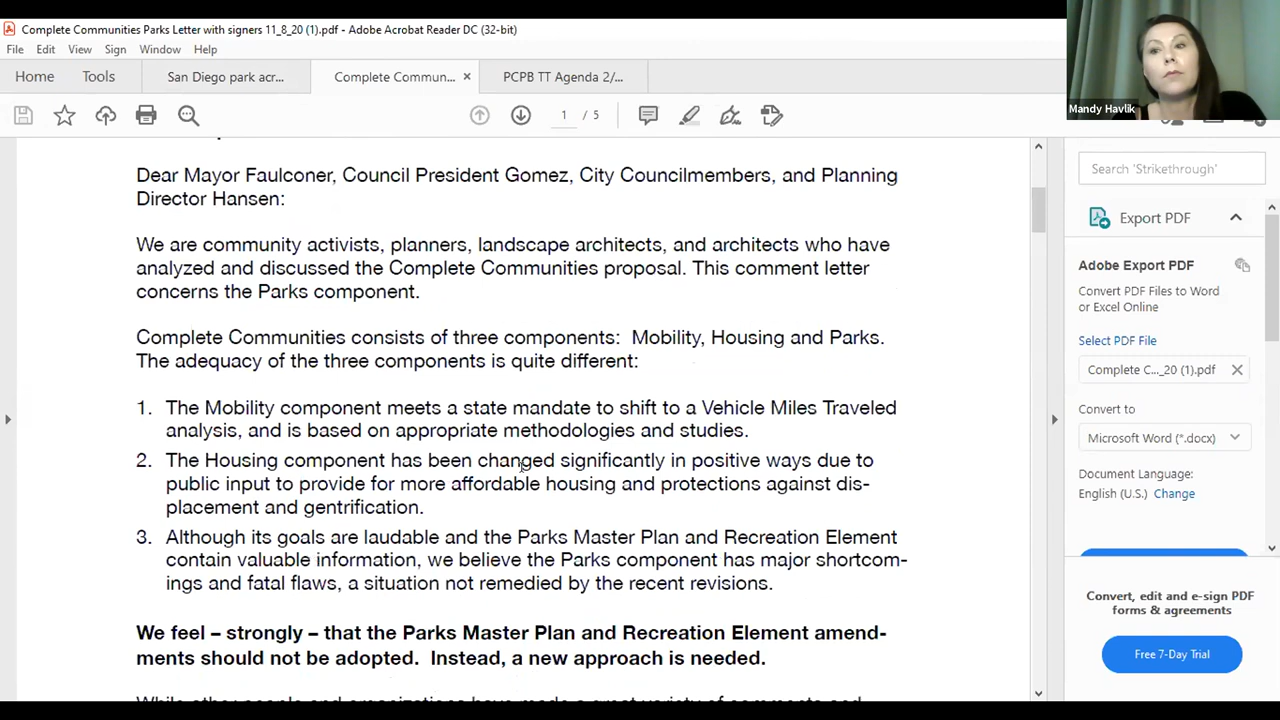 Complete Communities Parks Letter with signers 11_8_20 (1).pdf - Adobe Acrobat Reader DC (32-bit)
File Edit View Sign Window Help
Home Tools San Diego park acr... Complete Commun... × PCPB TT Agenda 2/...
1 / 5
Mandy Havlik
Dear Mayor Faulconer, Council President Gomez, City Councilmembers, and Planning
Director Hansen:
We are community activists, planners, landscape architects, and architects who have
analyzed and discussed the Complete Communities proposal. This comment letter
concerns the Parks component.
Complete Communities consists of three components: Mobility, Housing and Parks.
The adequacy of the three components is quite different:
1. The Mobility component meets a state mandate to shift to a Vehicle Miles Traveled
analysis, and is based on appropriate methodologies and studies.
2. The Housing component has been changed significantly in positive ways due to
public input to provide for more affordable housing and protections against dis-
placement and gentrification.
3. Although its goals are laudable and the Parks Master Plan and Recreation Element
contain valuable information, we believe the Parks component has major shortcom-
ings and fatal flaws, a situation not remedied by the recent revisions.
We feel – strongly – that the Parks Master Plan and Recreation Element amend-
ments should not be adopted. Instead, a new approach is needed.
While other people and organizations have made a great variety of comments and
Search 'Strikethrough'
Export PDF
Adobe Export PDF
Convert PDF Files to Word
or Excel Online
Select PDF File
Complete C..._20 (1).pdf ×
Convert to
Microsoft Word (*.docx)
Document Language:
English (U.S.) Change
Convert, edit and e-sign PDF
forms & agreements
Free 7-Day Trial